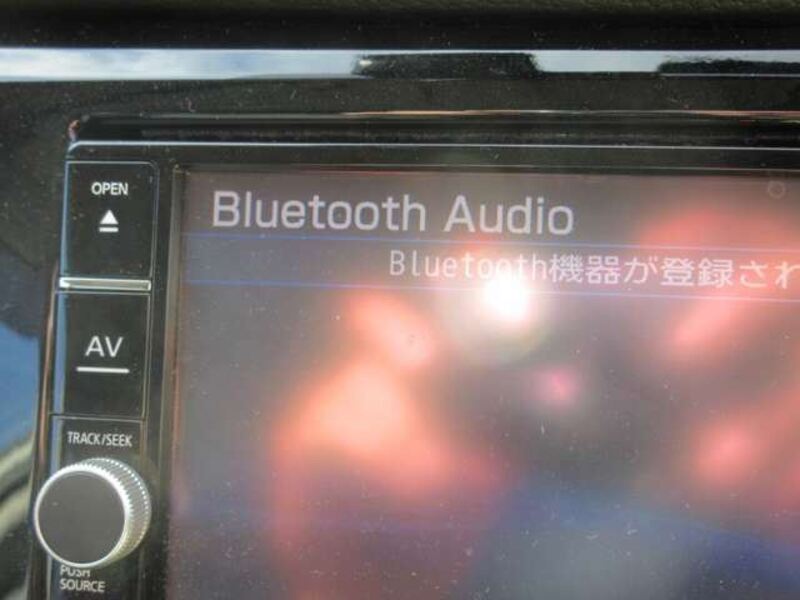 OPEN
Bluetooth Audio
Bluetooth機器が登録され
AV
TRACK/SEEK
PUSH
SOURCE